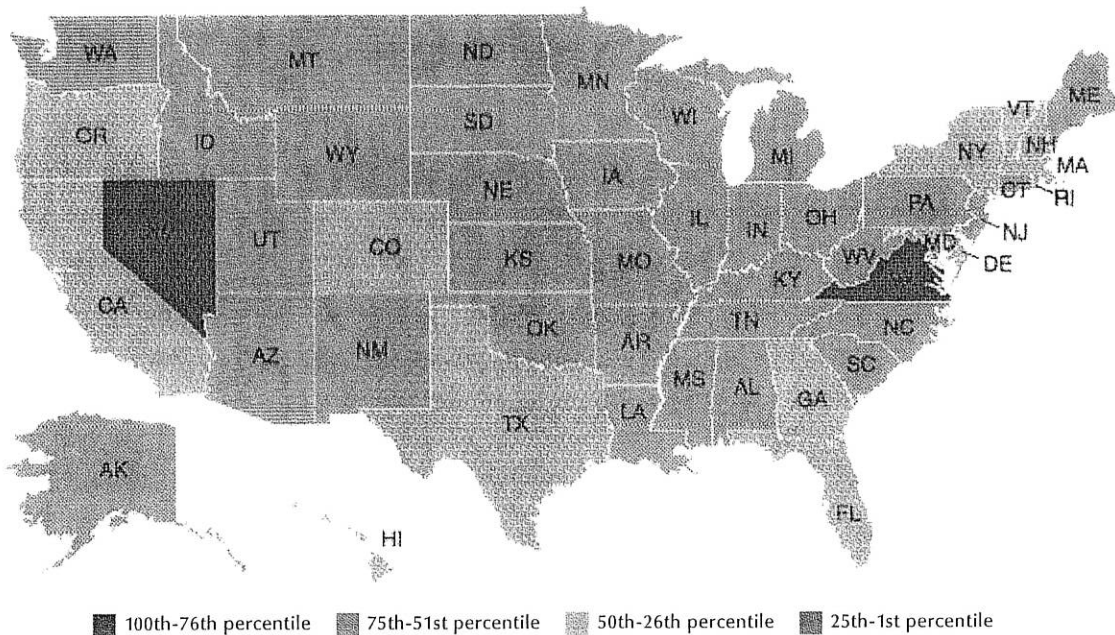 WA
MT
ND
MN
ME
VT
OR
ID
SD
WI
NH
NY
MA
WY
MI
IA
CT
RI
NE
PA
NJ
IL
IN
OH
MD
UT
CO
DE
WV
KS
MO
KY
CA
TN
NC
OK
AZ
NM
AR
SC
MS
AL
GA
LA
TX
AK
FL
HI
100th-76th percentile
75th-51st percentile
50th-26th percentile
25th-1st percentile